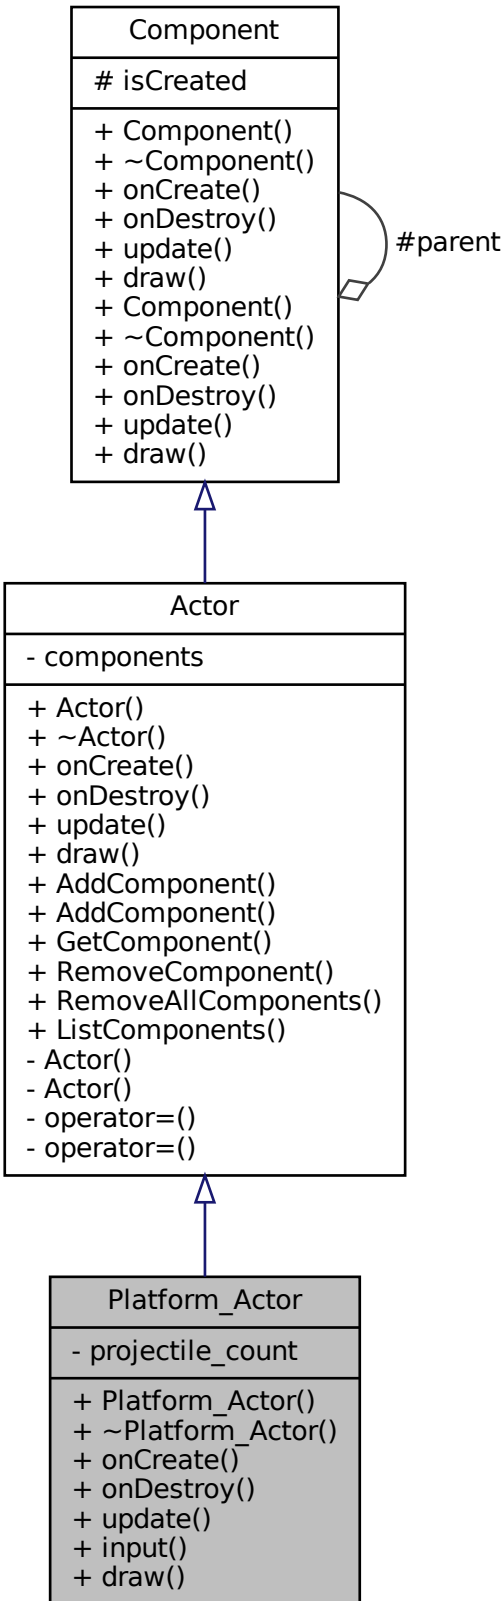 Component
# isCreated
+ Component()
+ ~Component()
+ onCreate()
+ onDestroy()
+ update()
+ draw()
+ Component()
+ ~Component()
+ onCreate()
+ onDestroy()
+ update()
+ draw()
#parent
Actor
- components
+ Actor()
+ ~Actor()
+ onCreate()
+ onDestroy()
+ update()
+ draw()
+ AddComponent()
+ AddComponent()
+ GetComponent()
+ RemoveComponent()
+ RemoveAllComponents()
+ ListComponents()
- Actor()
- Actor()
- operator=()
- operator=()
Platform_Actor
- projectile_count
+ Platform_Actor()
+ ~Platform_Actor()
+ onCreate()
+ onDestroy()
+ update()
+ input()
+ draw()